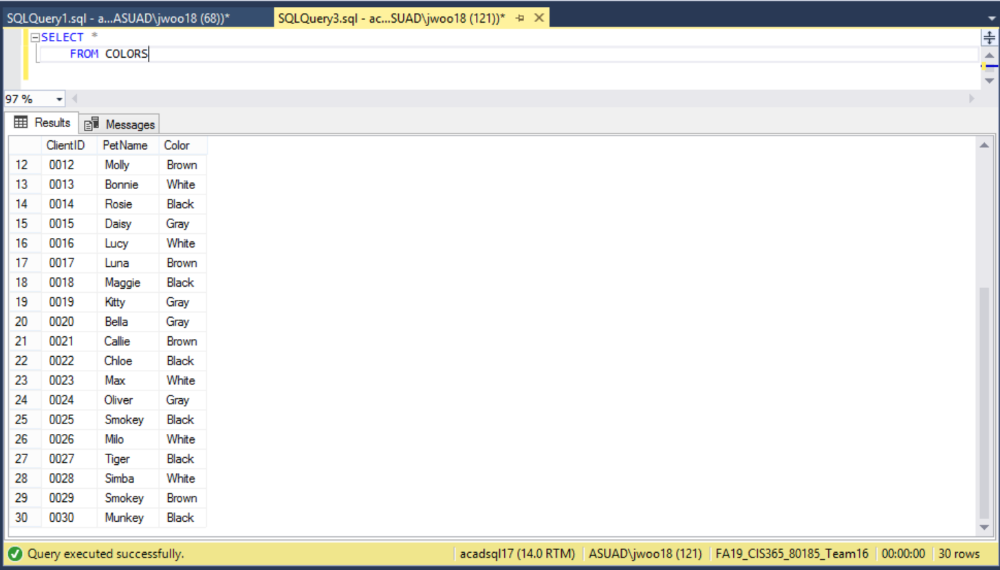 SQLQuery1.sql - a...ASUAD\jwoo18 (68))* SQLQuery3.sql - ac...SUAD\jwoo18 (121))*
SELECT *
FROM COLORS
97 %
Results Messages
ClientID PetName Color
12 0012 Molly Brown
13 0013 Bonnie White
14 0014 Rosie Black
15 0015 Daisy Gray
16 0016 Lucy White
17 0017 Luna Brown
18 0018 Maggie Black
19 0019 Kitty Gray
20 0020 Bella Gray
21 0021 Callie Brown
22 0022 Chloe Black
23 0023 Max White
24 0024 Oliver Gray
25 0025 Smokey Black
26 0026 Milo White
27 0027 Tiger Black
28 0028 Simba White
29 0029 Smokey Brown
30 0030 Munkey Black
Query executed successfully. acadsql17 (14.0 RTM) ASUAD\jwoo18 (121) FA19_CIS365_80185_Team16 00:00:00 30 rows